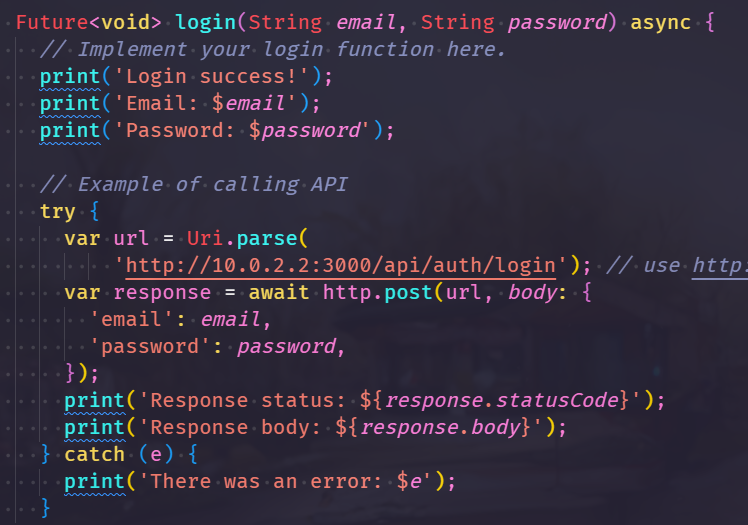 Future<void> login(String email, String password) async {
// Implement your login function here.
print('Login success!');
print('Email: $email');
print('Password: $password');
// Example of calling API
try {
var url = Uri.parse(
'http://10.0.2.2:3000/api/auth/login'); // use http:
var response = await http.post(url, body: {
'email': email,
'password': password,
});
print('Response status: ${response.statusCode}');
print('Response body: ${response.body}');
} catch (e) {
print('There was an error: $e');
}